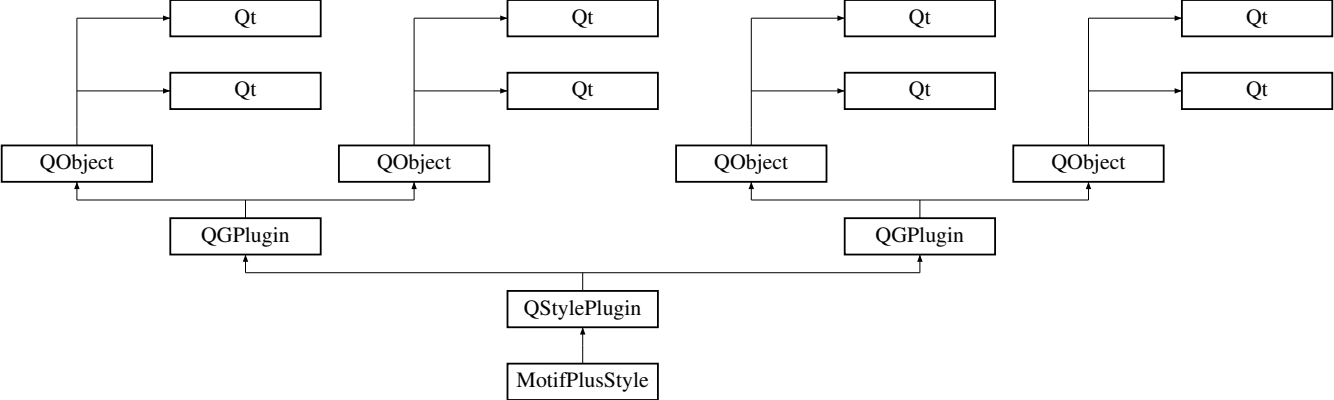 Qt Qt Qt Qt
Qt Qt Qt Qt
QObject QObject QObject QObject
QGPlugin QGPlugin
QStylePlugin
MotifPlusStyle